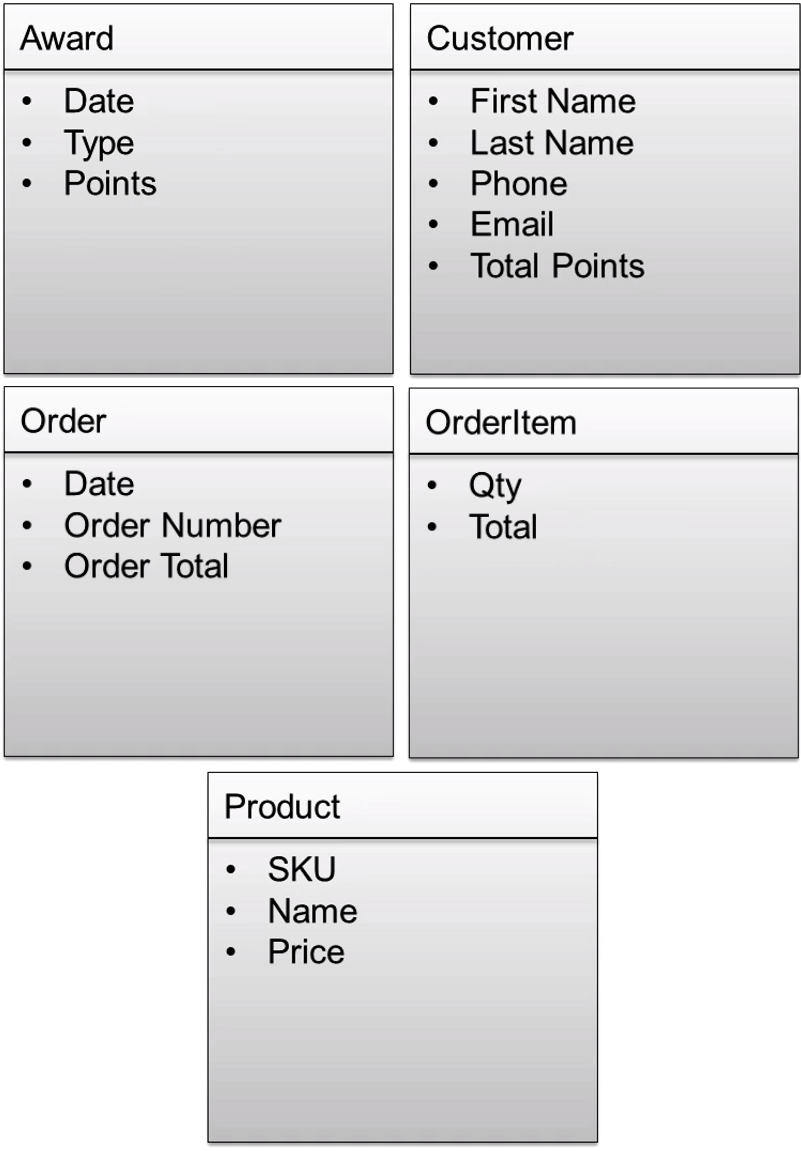 Award
• Date
• Type
• Points
Customer
• First Name
• Last Name
• Phone
• Email
• Total Points
Order
• Date
• Order Number
• Order Total
OrderItem
• Qty
• Total
Product
• SKU
• Name
• Price